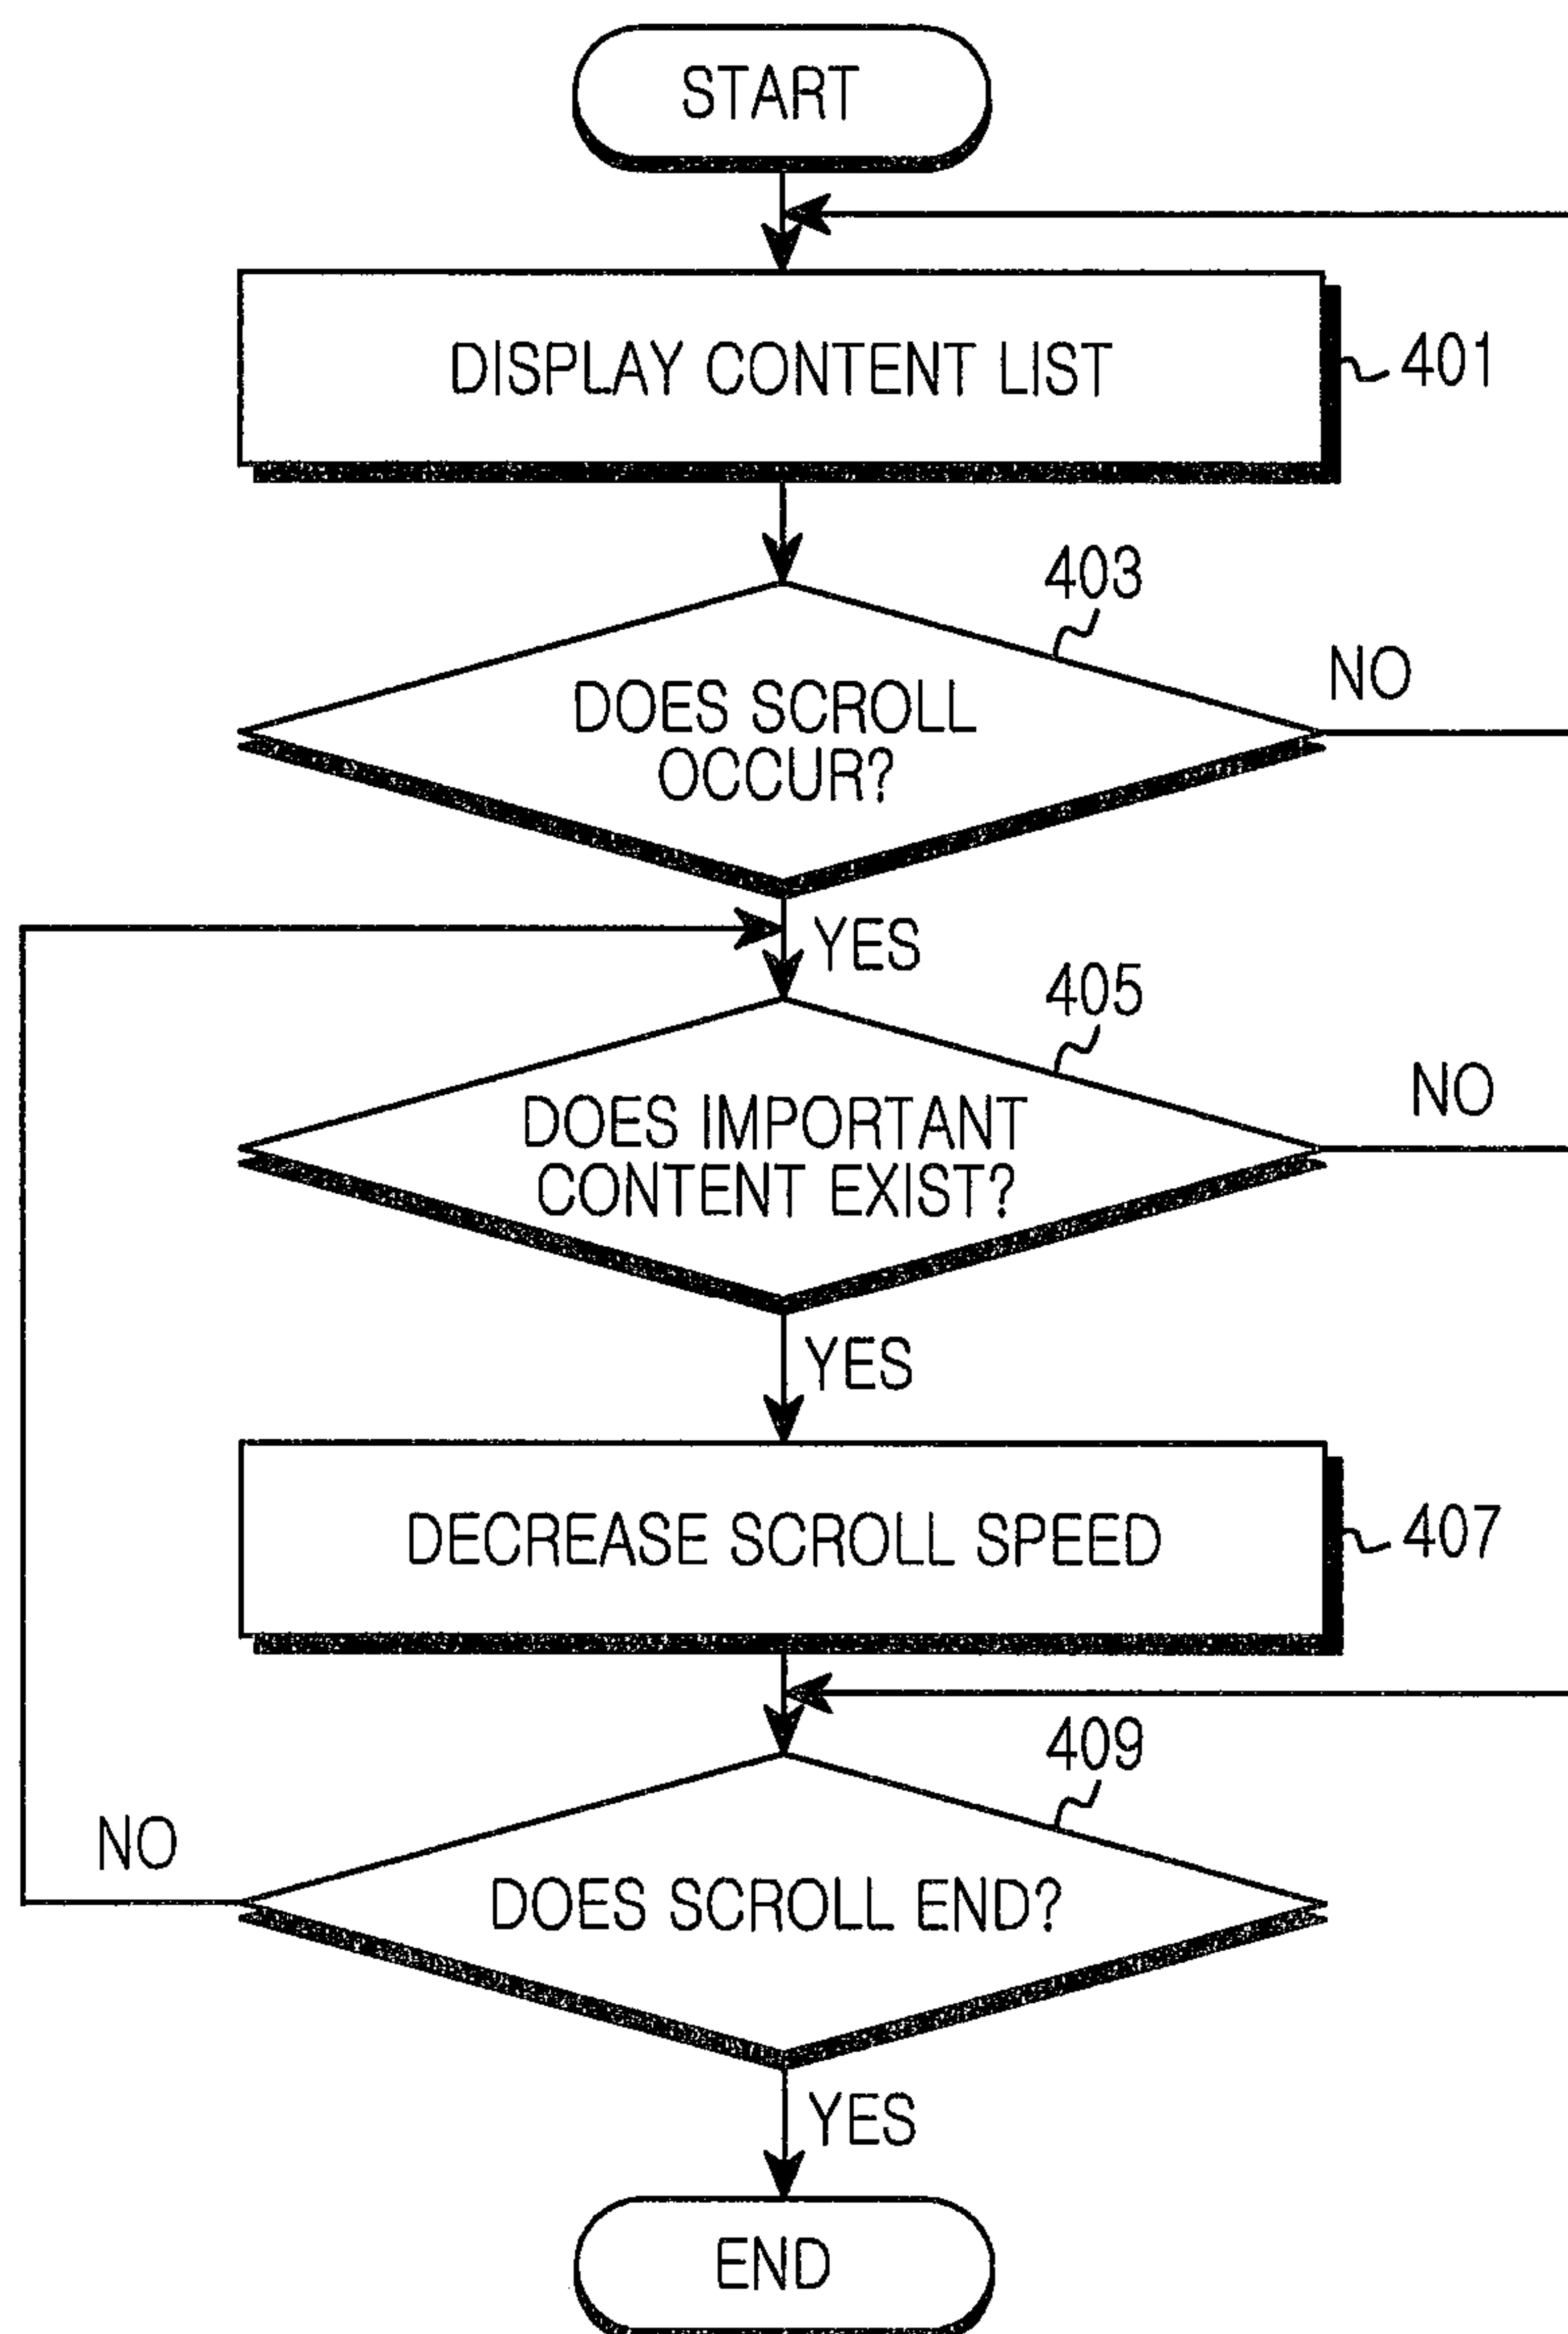 START
DISPLAY CONTENT LIST
401
403
DOES SCROLL
OCCUR?
NO
YES
405
DOES IMPORTANT
CONTENT EXIST?
NO
YES
DECREASE SCROLL SPEED
407
409
DOES SCROLL END?
NO
YES
END